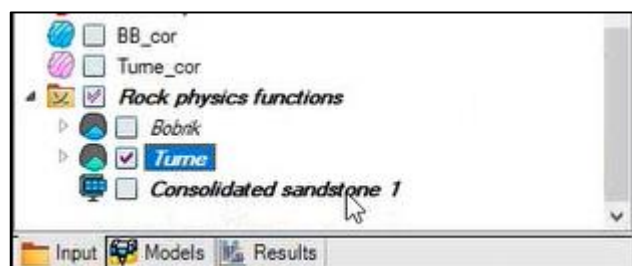 BB_cor
Tume_cor
Rock physics functions
Bobrik
Tume
Consolidated sandstone 1
Input Models Results